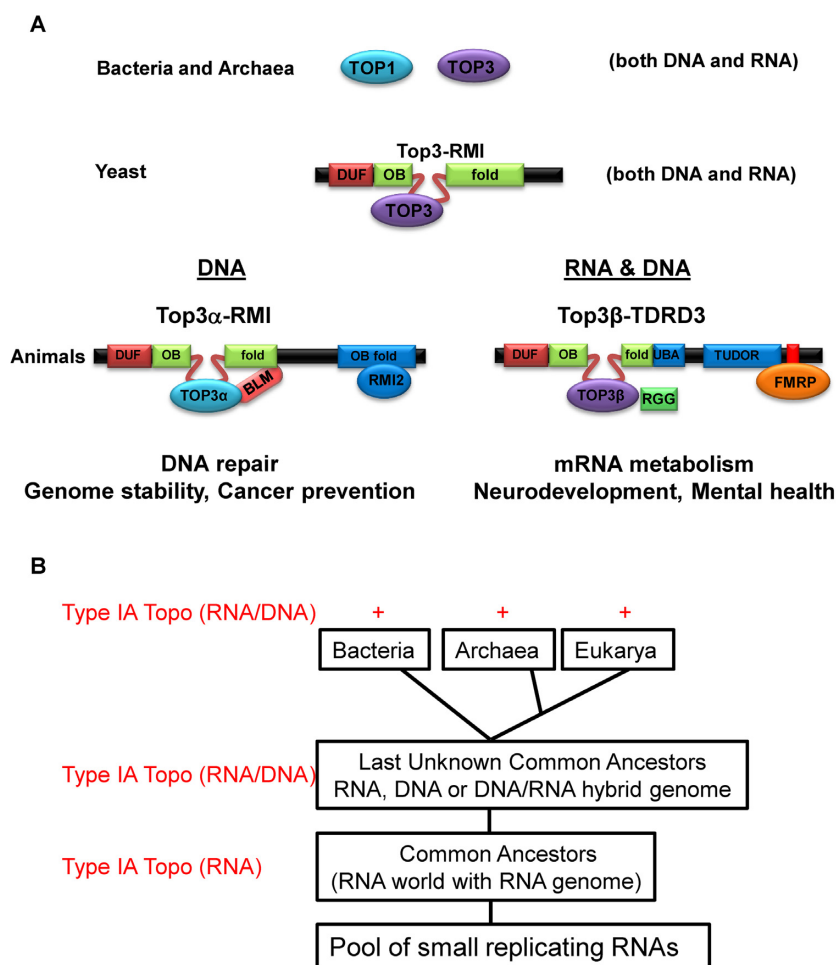 A
Bacteria and Archaea TOP1 TOP3 (both DNA and RNA)
Top3-RMI
Yeast DUF OB fold (both DNA and RNA)
TOP3
DNA RNA & DNA
Top3α-RMI Top3β-TDRD3
Animals DUF OB fold OB fold DUF OB fold UBA TUDOR
TOP3α BLM RMI2 TOP3β RGG FMRP
DNA repair mRNA metabolism
Genome stability, Cancer prevention Neurodevelopment, Mental health
B
Type IA Topo (RNA/DNA) + + +
Bacteria Archaea Eukarya
Last Unknown Common Ancestors
Type IA Topo (RNA/DNA) RNA, DNA or DNA/RNA hybrid genome
Common Ancestors
Type IA Topo (RNA) (RNA world with RNA genome)
Pool of small replicating RNAs